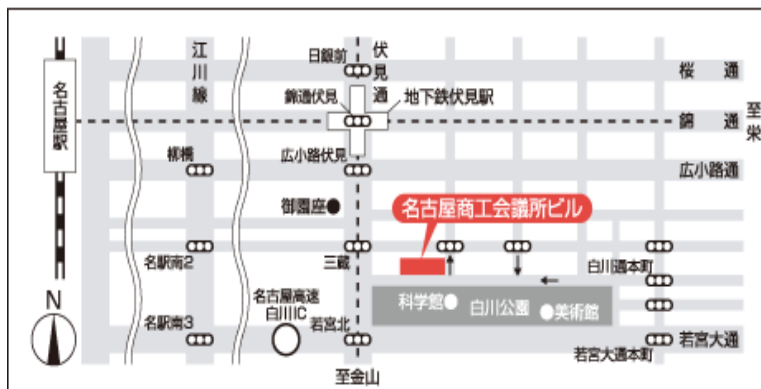 名古屋駅
江川線
日銀前
伏見通
桜通
錦通伏見
地下鉄伏見駅
錦通
至栄
柳橋
広小路伏見
広小路通
御園座
名古屋商工会議所ビル
名駅南2
三蔵
白川通本町
N
名古屋高速
白川IC
科学館
白川公園
美術館
名駅南3
若宮北
若宮大通
若宮大通本町
至金山